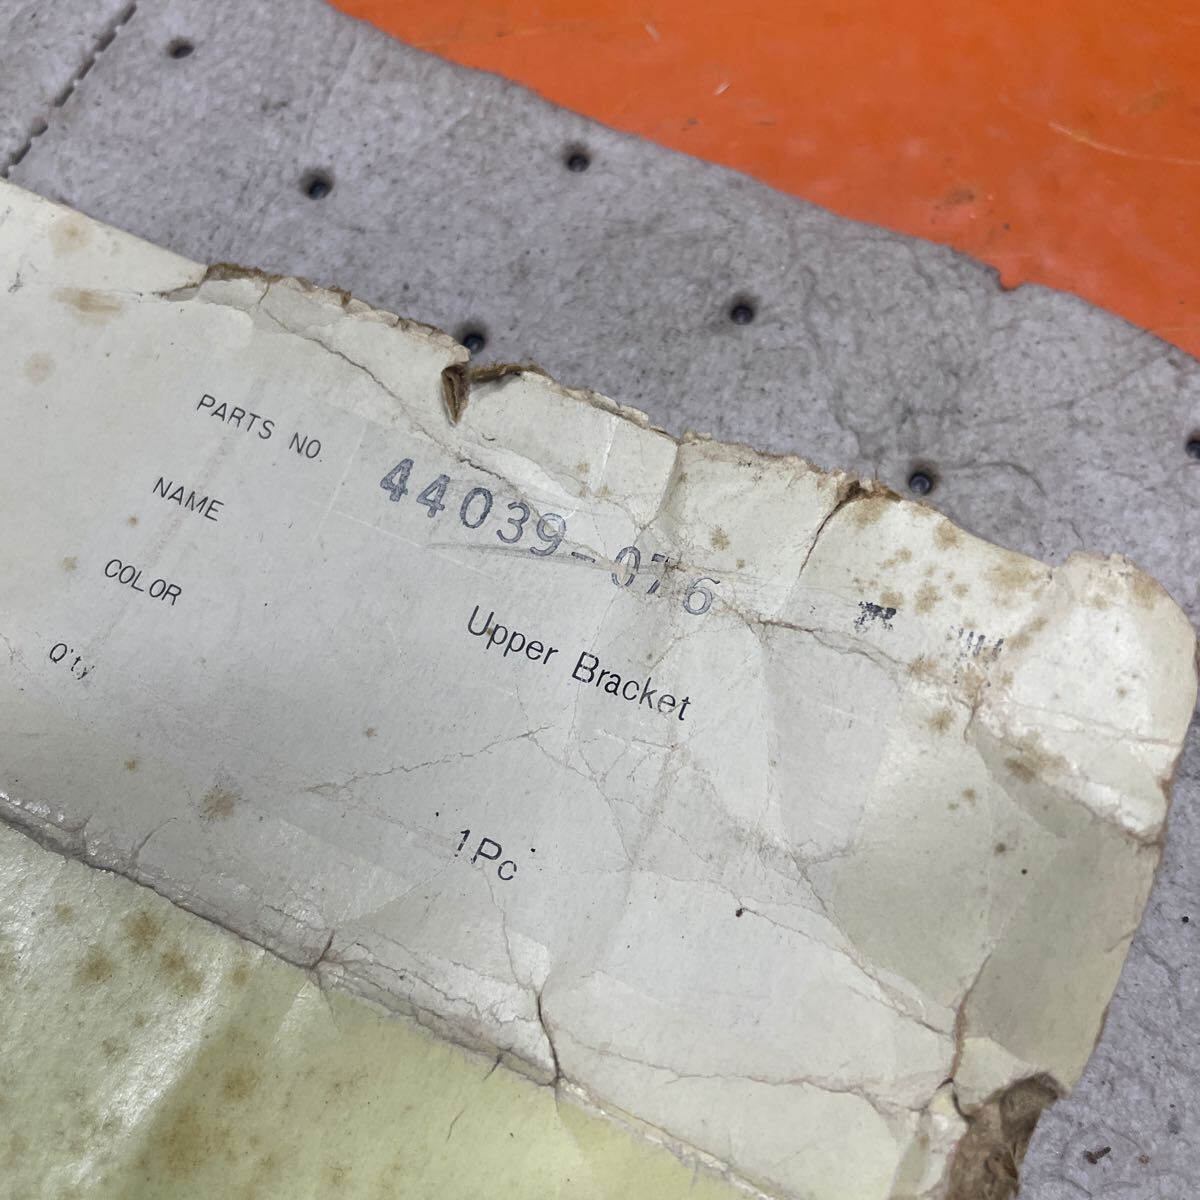 PARTS NO. 44039-076
NAME Upper Bracket
COLOR
Q'ty 1Pc.